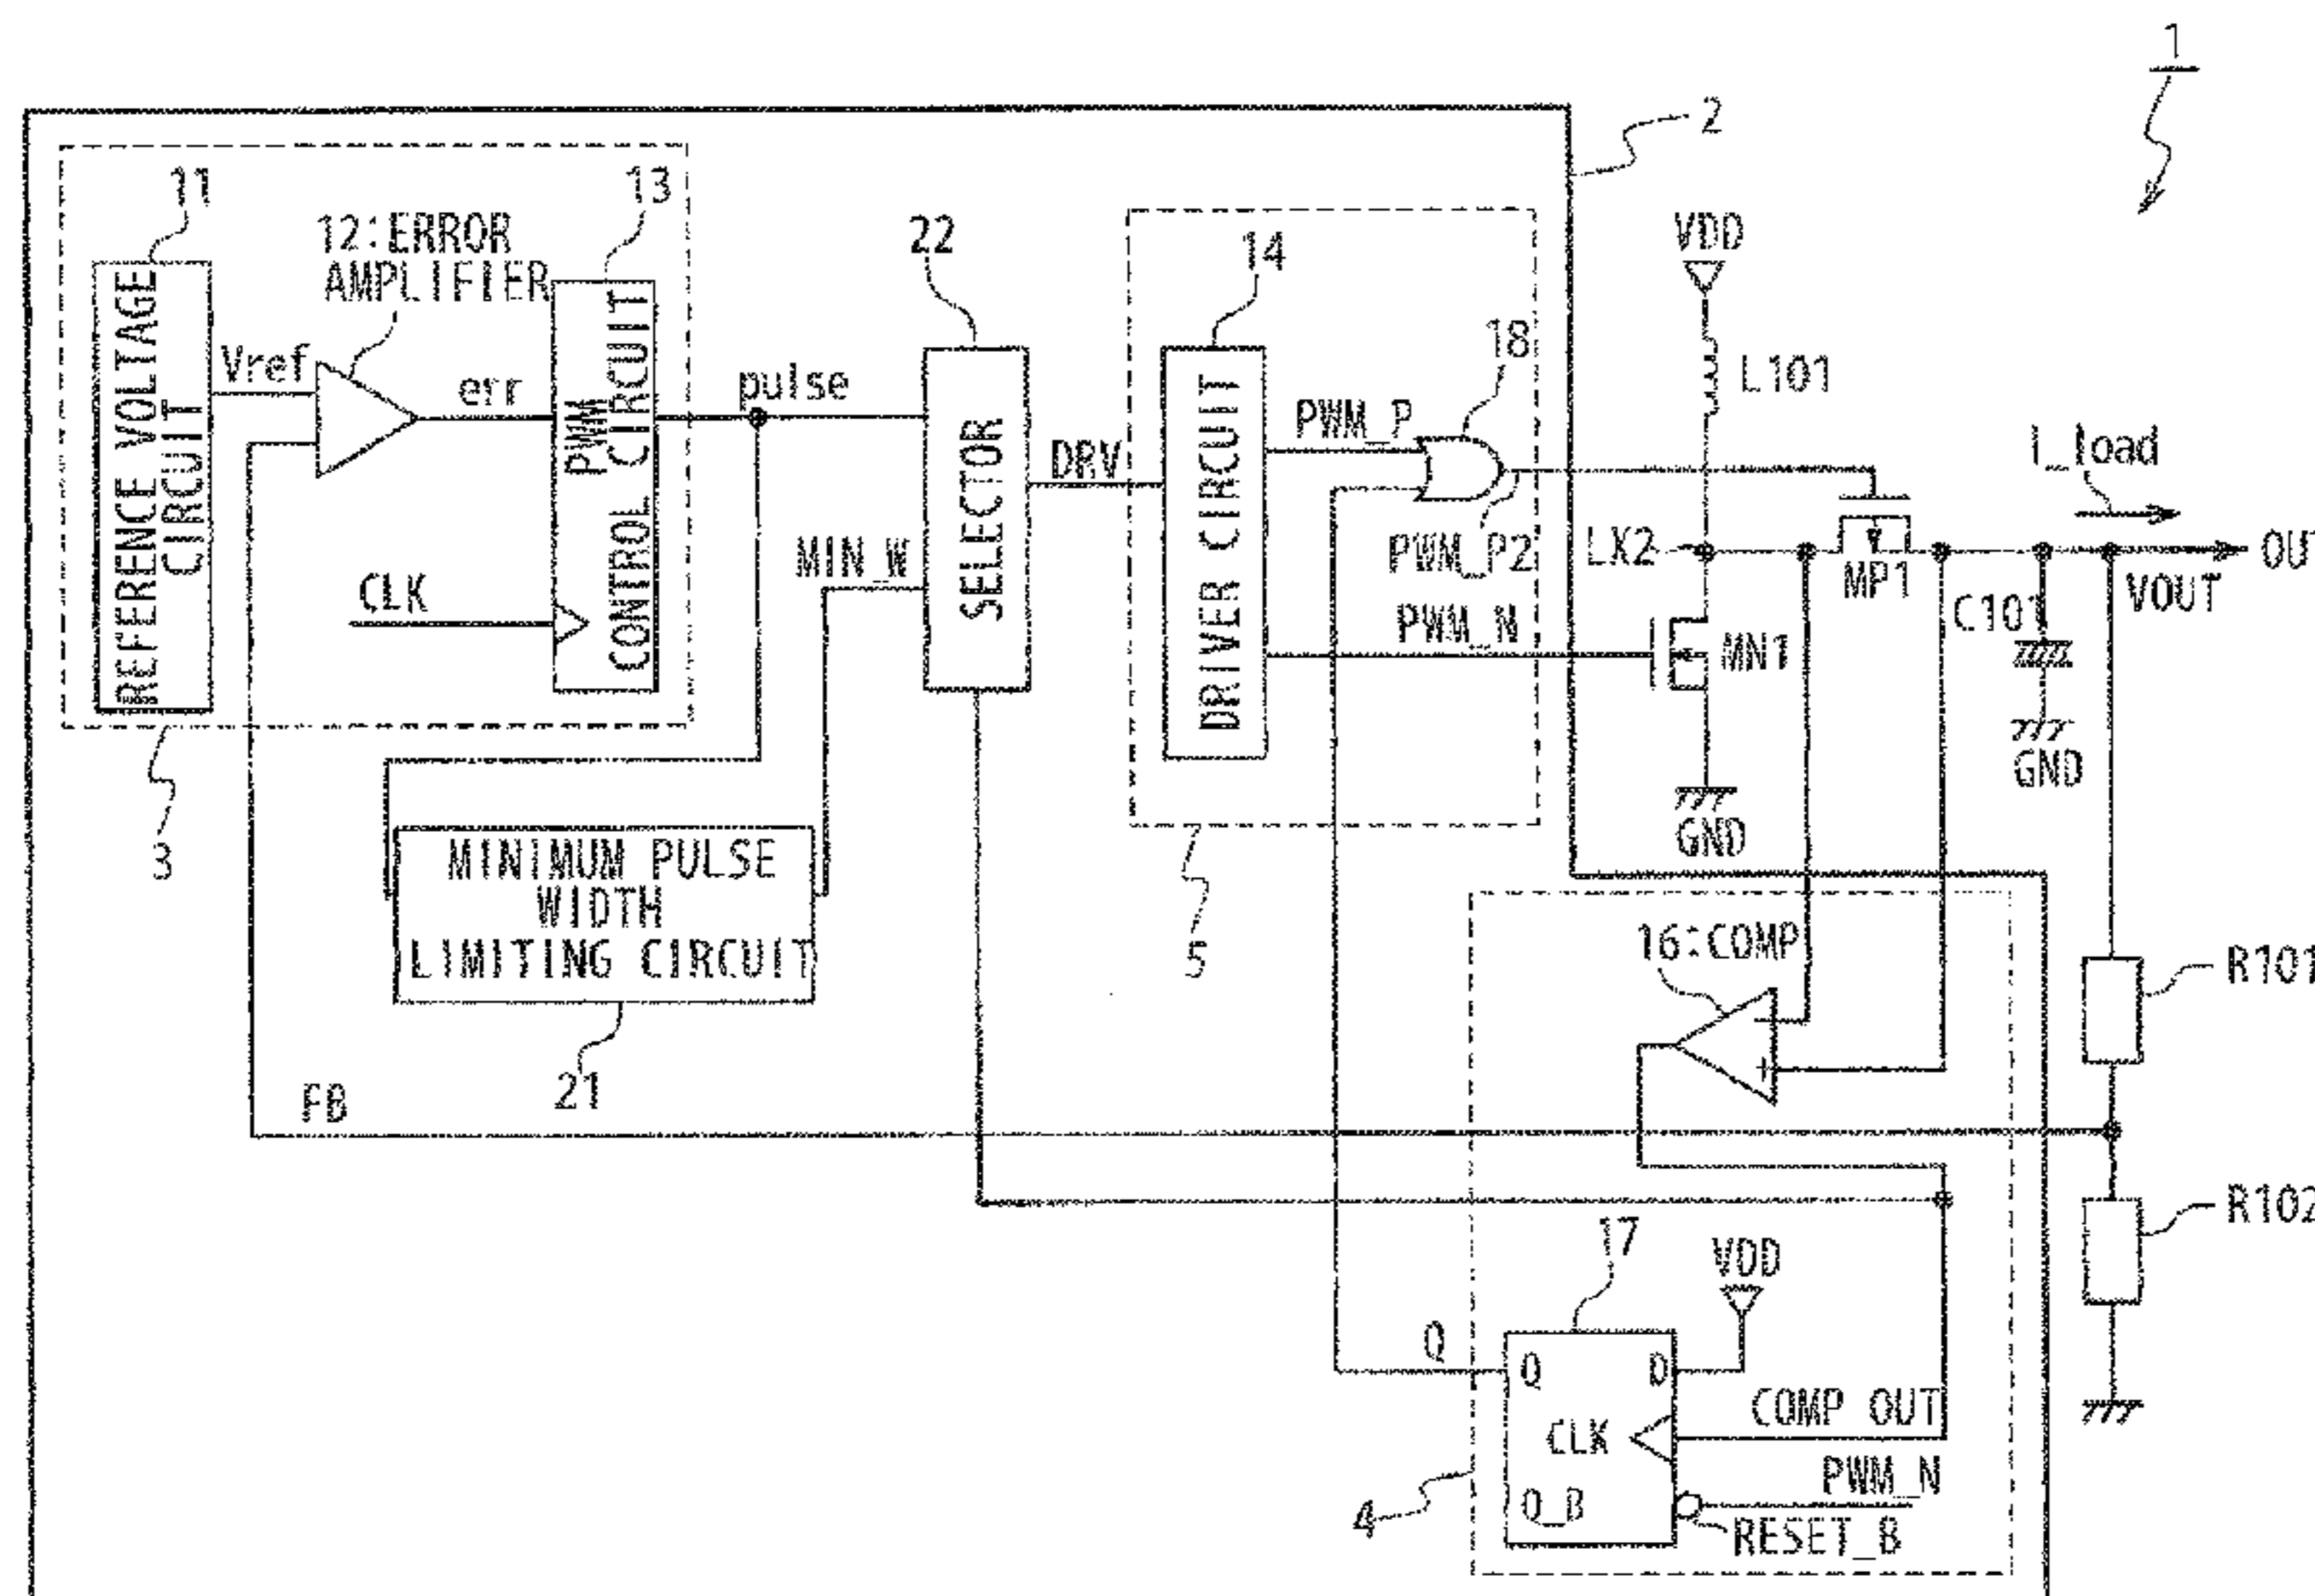 1
2
11
12:ERROR
AMPLIFIER
13
REFERENCE VOLTAGE
CIRCUIT
Vref
err
PWM
CONTROL CIRCUIT
CLK
3
pulse
22
SELECTOR
MIN_W
DRV
14
DRIVER CIRCUIT
PWM_P
18
PWM_P2
PWM_N
5
VDD
L101
LX2
MN1
GND
MP1
I_load
C101
GND
VOUT
OUT
MINIMUM PULSE
WIDTH
LIMITING CIRCUIT
21
FB
16:COMP
-
+
R101
R102
17
VDD
Q
Q
D
CLK
COMP OUT
Q_B
PWM_N
RESET_B
4